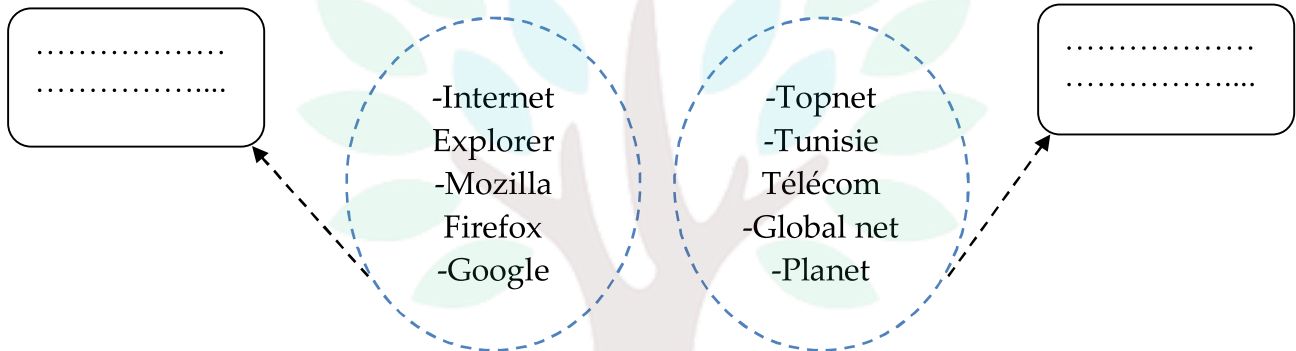 ………………
……………....
………………
……………....
-Internet
Explorer
-Mozilla
Firefox
-Google
-Topnet
-Tunisie
Télécom
-Global net
-Planet